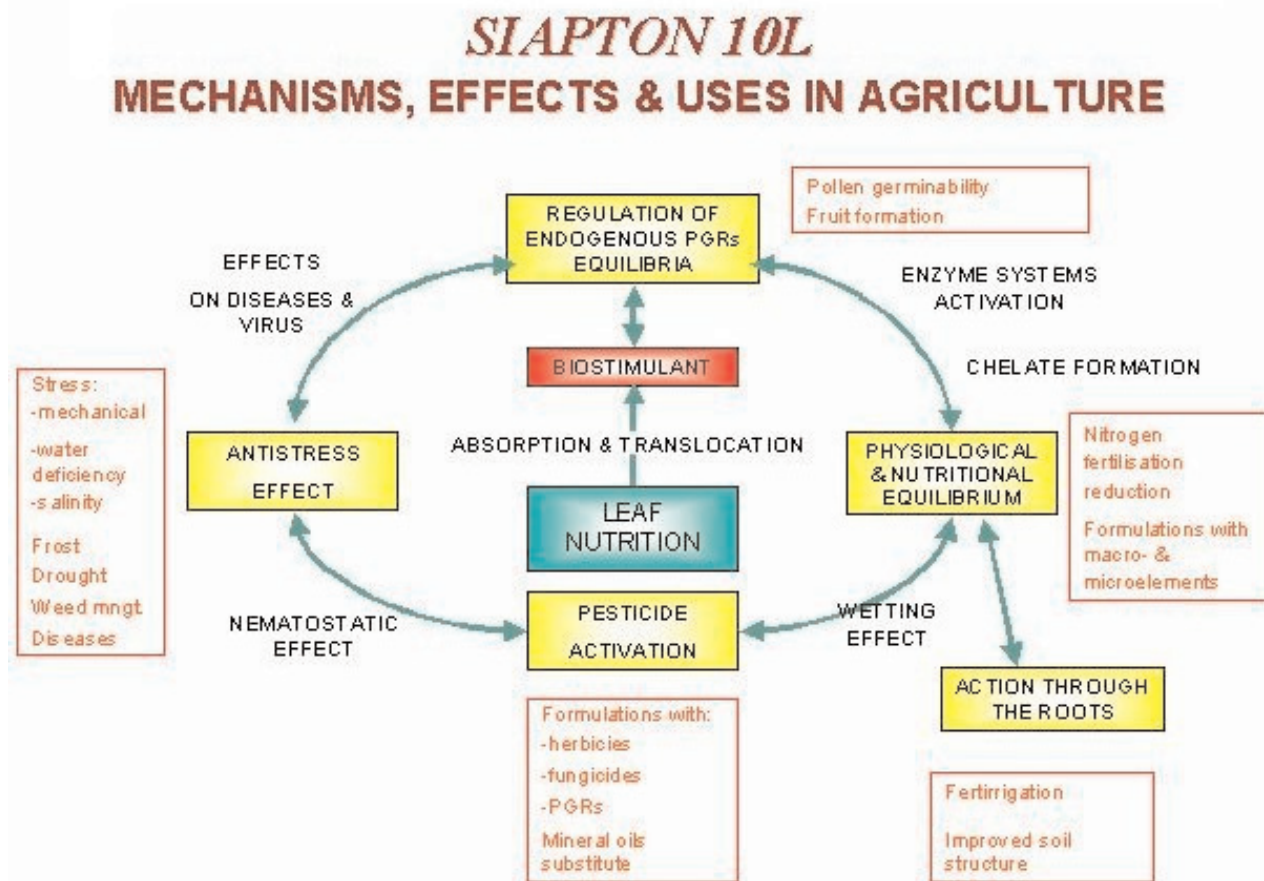 SIAPTON 10L
MECHANISMS, EFFECTS & USES IN AGRICULTURE
Pollen germinability
Fruit formation
REGULATION OF
ENDOGENOUS PGRs
EQUILIBRIA
EFFECTS
ON DISEASES &
VIRUS
ENZYME SYSTEMS
ACTIVATION
BIOSTIMULANT
CHELATE FORMATION
Stress:
-mechanical
-water
deficiency
-salinity
Frost
Drought
Weed mngt.
Diseases
ANTISTRESS
EFFECT
ABSORPTION & TRANSLOCATION
PHYSIOLOGICAL
& NUTRITIONAL
EQUILIBRIUM
Nitrogen
fertilisation
reduction
Formulations with
macro- &
microelements
LEAF
NUTRITION
NEMATOSTATIC
EFFECT
PESTICIDE
ACTIVATION
WETTING
EFFECT
ACTION THROUGH
THE ROOTS
Formulations with:
-herbicies
-fungicides
-PGRs
Mineral oils
substitute
Fertirrigation
Improved soil
structure